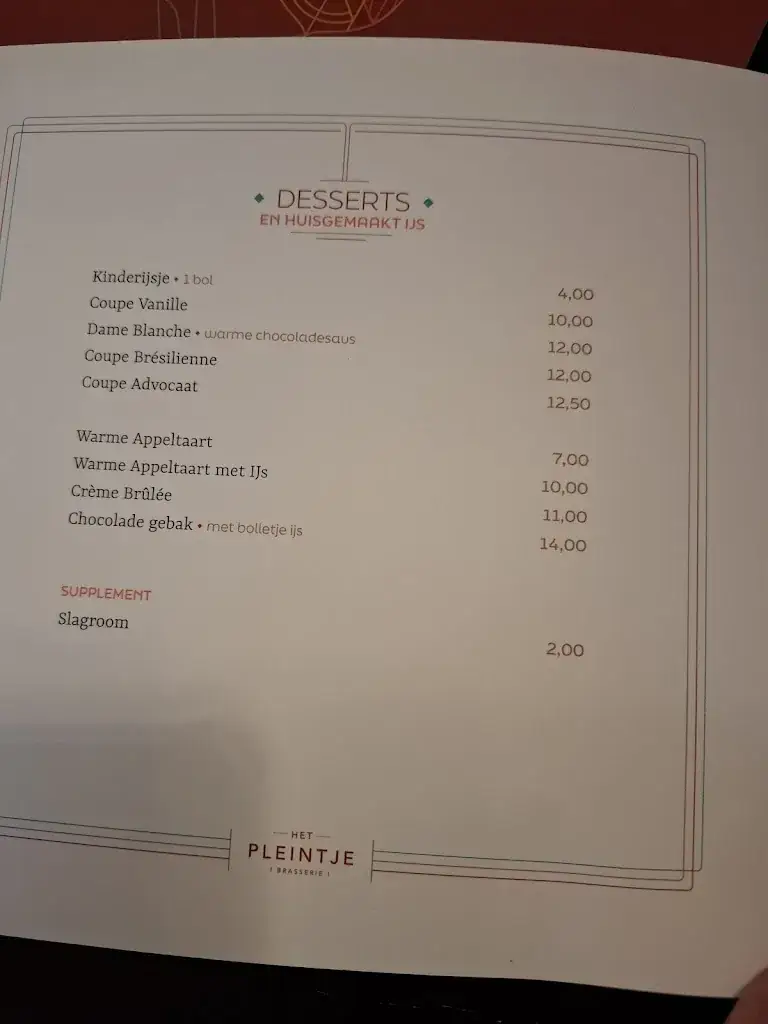 DESSERTS
EN HUISGEMAAKT IJS
Kinderijsje • 1 bol 4,00
Coupe Vanille 10,00
Dame Blanche • warme chocoladesaus 12,00
Coupe Brésilienne 12,00
Coupe Advocaat 12,50
Warme Appeltaart 7,00
Warme Appeltaart met IJs 10,00
Crème Brûlée 11,00
Chocolade gebak • met bolletje ijs 14,00
SUPPLEMENT
Slagroom 2,00
HET
PLEINTJE
BRASSERIE